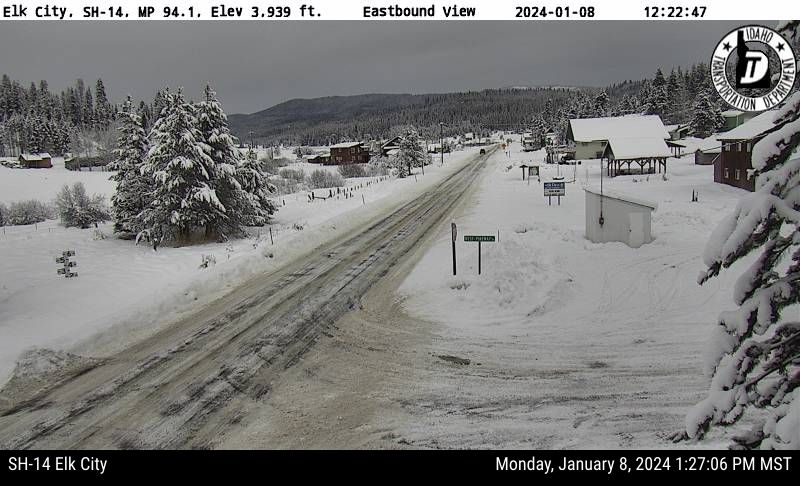 Elk City, SH-14, MP 94.1, Elev 3,939 ft. Eastbound View 2024-01-08 12:22:47
IDAHO
TRANSPORTATION DEPARTMENT
SH-14 Elk City Monday, January 8, 2024 1:27:06 PM MST